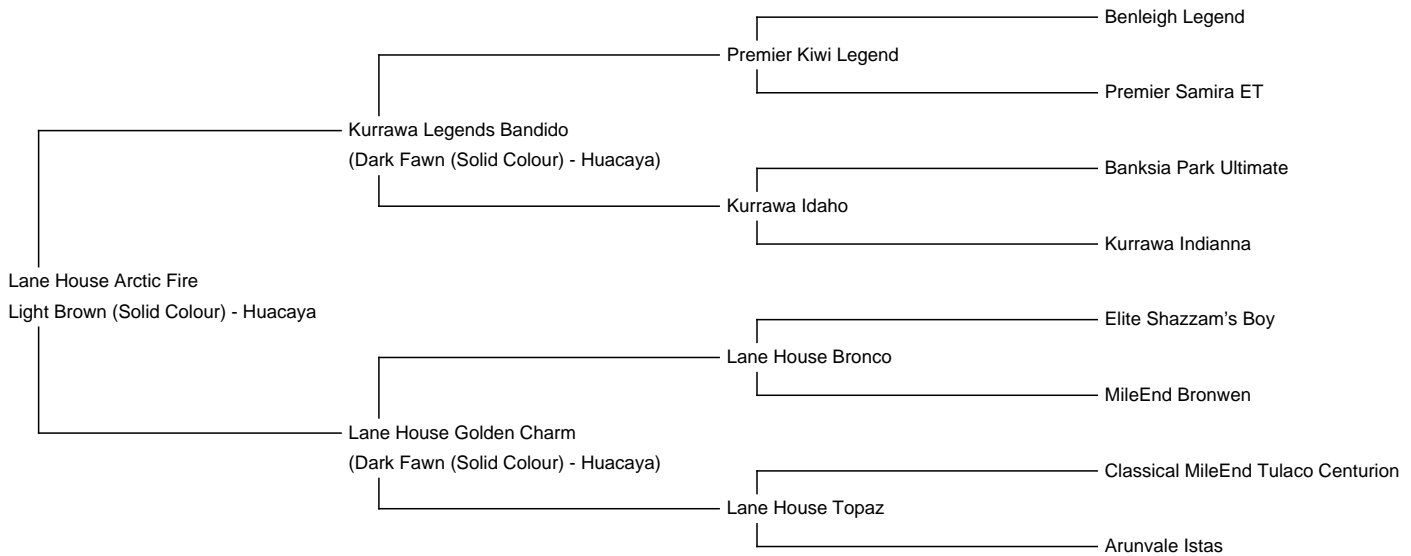 Benleigh Legend
Premier Kiwi Legend
Premier Samira ET
Kurrawa Legends Bandido
(Dark Fawn (Solid Colour) - Huacaya)
Banksia Park Ultimate
Kurrawa Idaho
Kurrawa Indianna
Lane House Arctic Fire
Light Brown (Solid Colour) - Huacaya
Elite Shazzam's Boy
Lane House Bronco
MileEnd Bronwen
Lane House Golden Charm
(Dark Fawn (Solid Colour) - Huacaya)
Classical MileEnd Tulaco Centurion
Lane House Topaz
Arunvale Istas